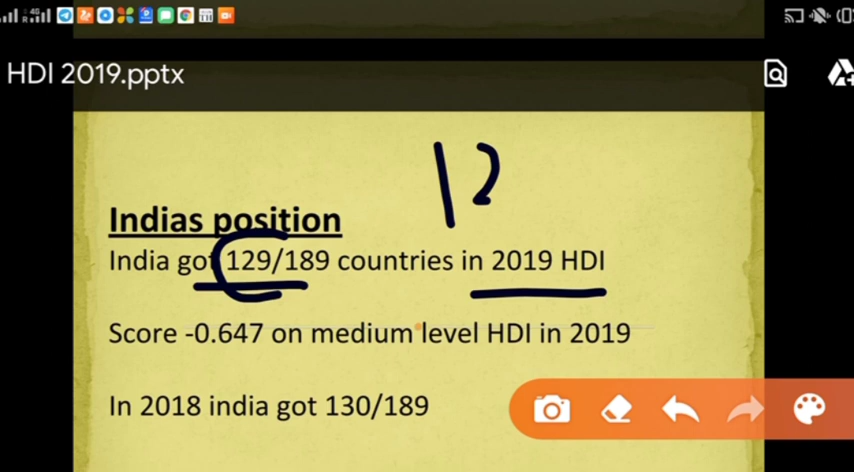 HDI 2019.pptx
12
Indias position
India got 129/189 countries in 2019 HDI
Score -0.647 on medium level HDI in 2019
In 2018 india got 130/189